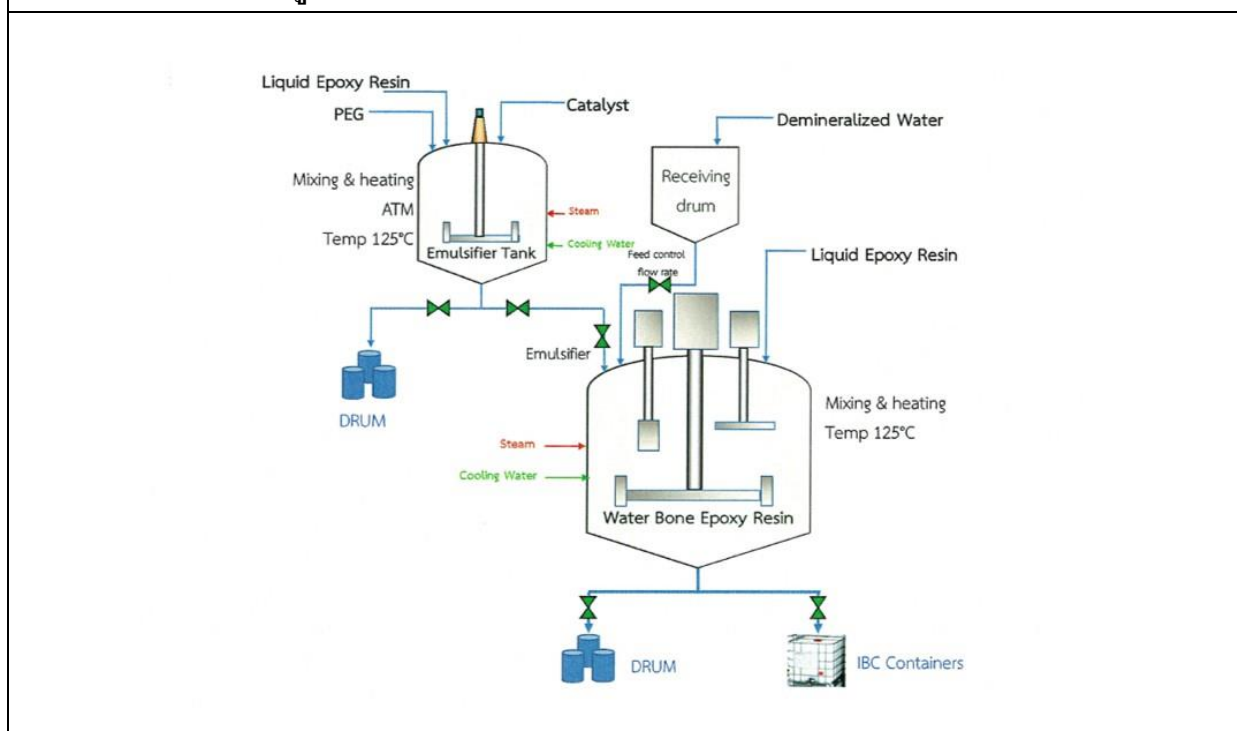 Liquid Epoxy Resin
PEG
Catalyst
Demineralized Water
Mixing & heating
ATM
Temp 125°C
Steam
Cooling Water
Emulsifier Tank
Receiving
drum
Feed control
flow rate
Liquid Epoxy Resin
Emulsifier
DRUM
Mixing & heating
Temp 125°C
Steam
Cooling Water
Water Bone Epoxy Resin
DRUM
IBC Containers